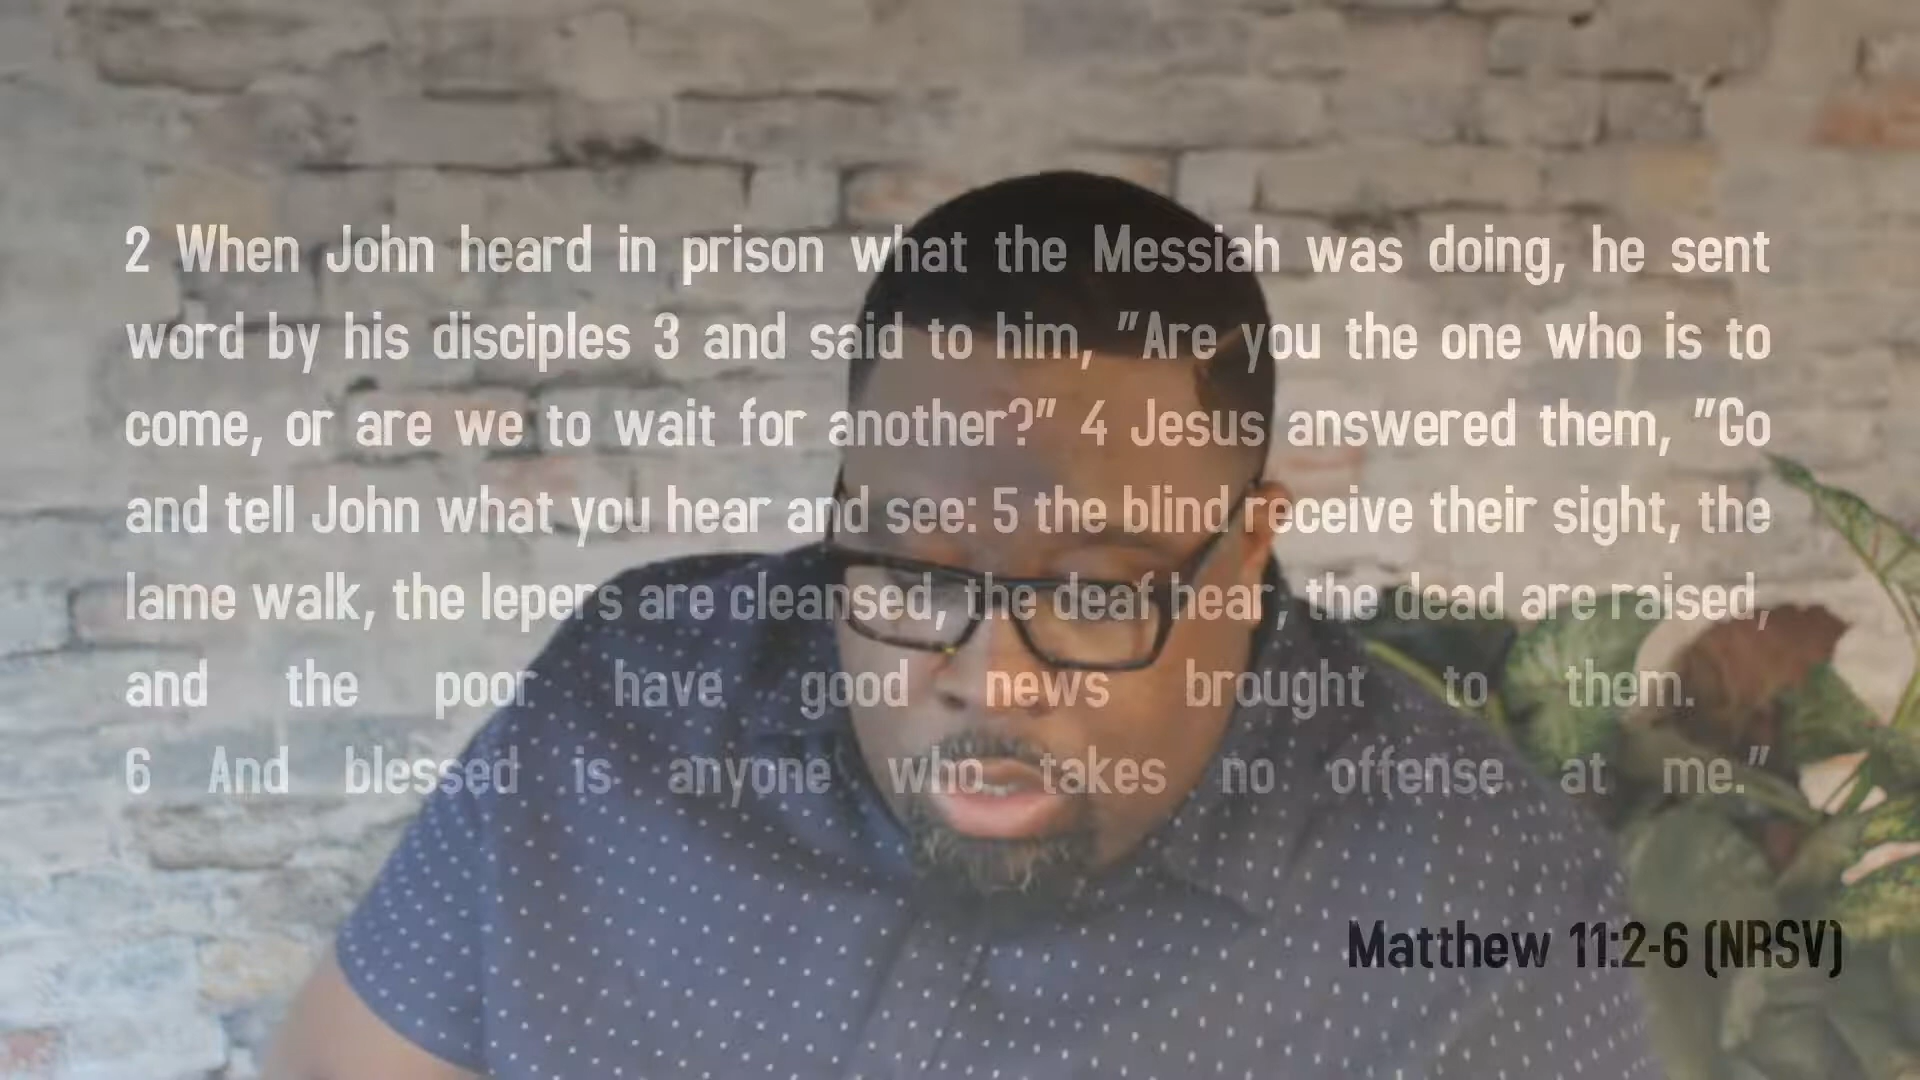 2 When John heard in prison what the Messiah was doing, he sent
word by his disciples 3 and said to him, "Are you the one who is to
come, or are we to wait for another?" 4 Jesus answered them, "Go
and tell John what you hear and see: 5 the blind receive their sight, the
lame walk, the lepers are cleansed, the deaf hear, the dead are raised,
and the poor have good news brought to them.
6 And blessed is anyone who takes no offense at me."
Matthew 11:2-6 (NRSV)